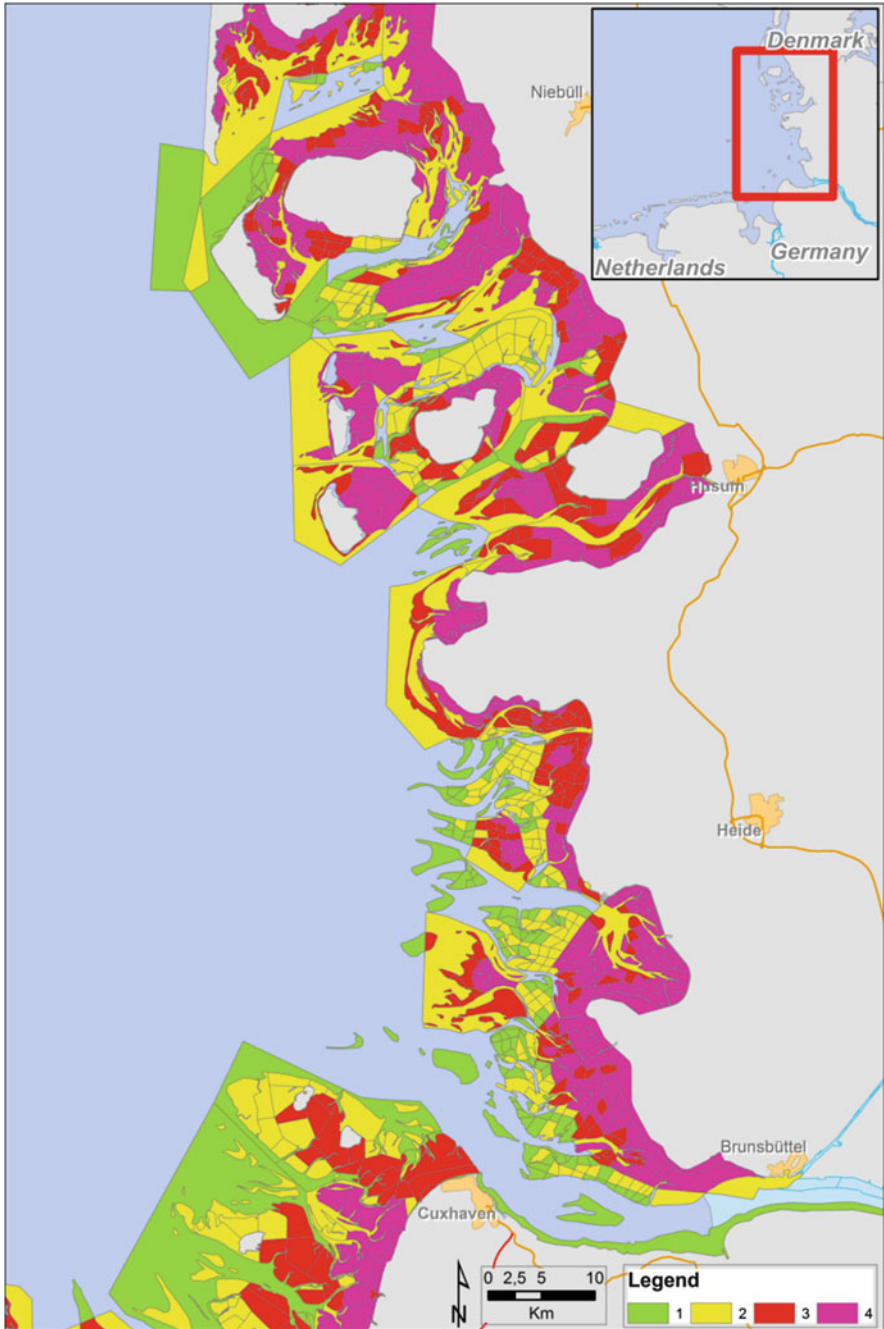 Denmark
Niebüll
Germany
Netherlands
Husum
Heide
Brunsbüttel
Cuxhaven
N
0 2,5 5 10
Km
Legend
1 2 3 4